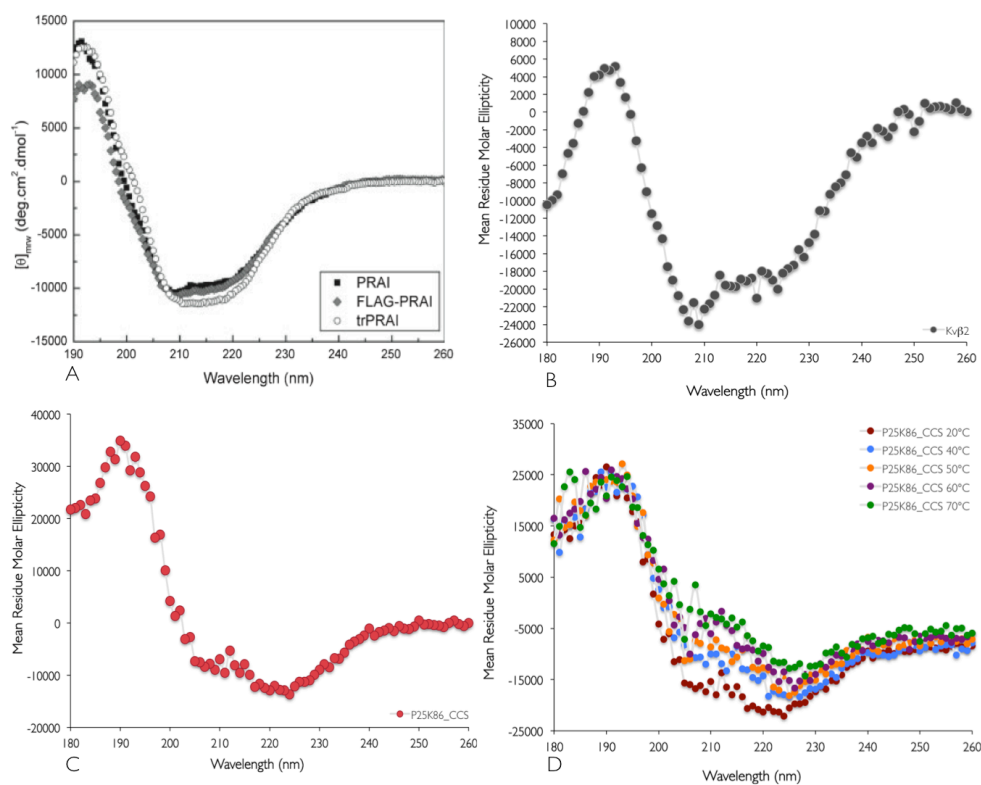 15000
10000
5000
0
-5000
-10000
-15000
[θ]mrw (deg.cm².dmol⁻¹)
PRAI
FLAG-PRAI
trPRAI
190 200 210 220 230 240 250 260
A
Wavelength (nm)
10000
8000
6000
4000
2000
0
-2000
-4000
-6000
-8000
-10000
-12000
-14000
-16000
-18000
-20000
-22000
-24000
-26000
Mean Residue Molar Ellipticity
Kvβ2
180 190 200 210 220 230 240 250 260
B
Wavelength (nm)
40000
30000
20000
10000
0
-10000
-20000
Mean Residue Molar Ellipticity
P25K86_CCS
180 190 200 210 220 230 240 250 260
C
Wavelength (nm)
35000
25000
15000
5000
-5000
-15000
-25000
Mean Residue Molar Ellipticity
P25K86_CCS 20°C
P25K86_CCS 40°C
P25K86_CCS 50°C
P25K86_CCS 60°C
P25K86_CCS 70°C
180 190 200 210 220 230 240 250 260
D
Wavelength (nm)